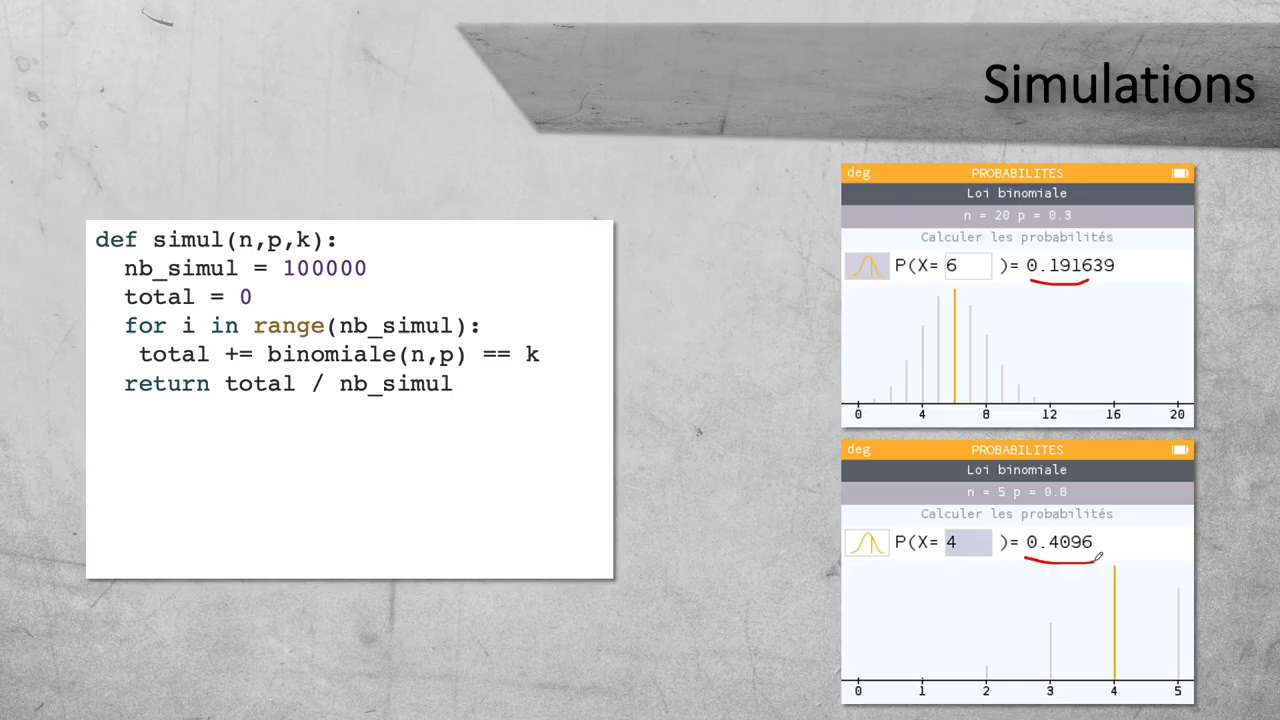 Simulations
def simul(n,p,k):
nb_simul = 100000
total = 0
for i in range(nb_simul):
total += binomiale(n,p) == k
return total / nb_simul
deg PROBABILITES
Loi binomiale
n = 20 p = 0.3
Calculer les probabilités
P(X= 6 )= 0.191639
0 4 8 12 16 20
deg PROBABILITES
Loi binomiale
n = 5 p = 0.8
Calculer les probabilités
P(X= 4 )= 0.4096
0 1 2 3 4 5